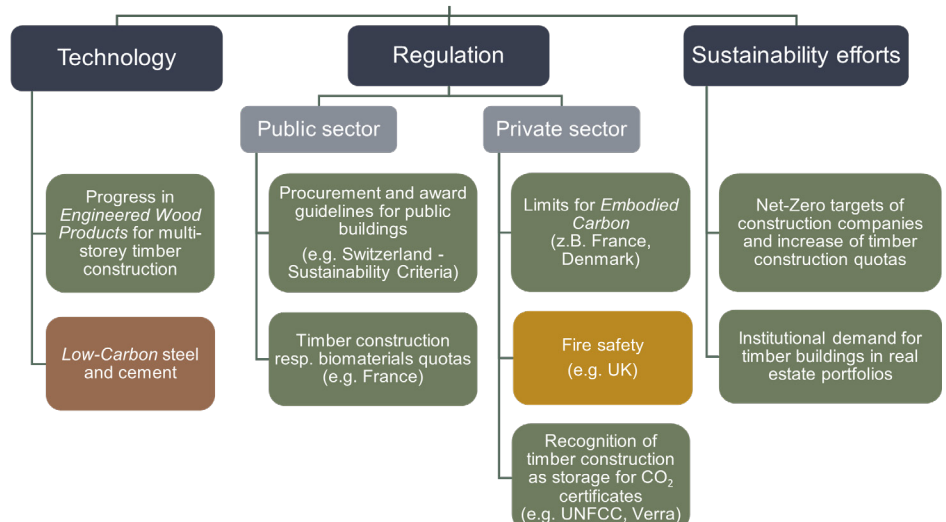 Technology
Regulation
Sustainability efforts
Public sector
Private sector
Progress in
Engineered Wood
Products for multi-
storey timber
construction
Low-Carbon steel
and cement
Procurement and award
guidelines for public
buildings
(e.g. Switzerland -
Sustainability Criteria)
Timber construction
resp. biomaterials quotas
(e.g. France)
Limits for Embodied
Carbon
(z.B. France,
Denmark)
Fire safety
(e.g. UK)
Recognition of
timber construction
as storage for CO₂
certificates
(e.g. UNFCC, Verra)
Net-Zero targets of
construction companies
and increase of timber
construction quotas
Institutional demand for
timber buildings in real
estate portfolios